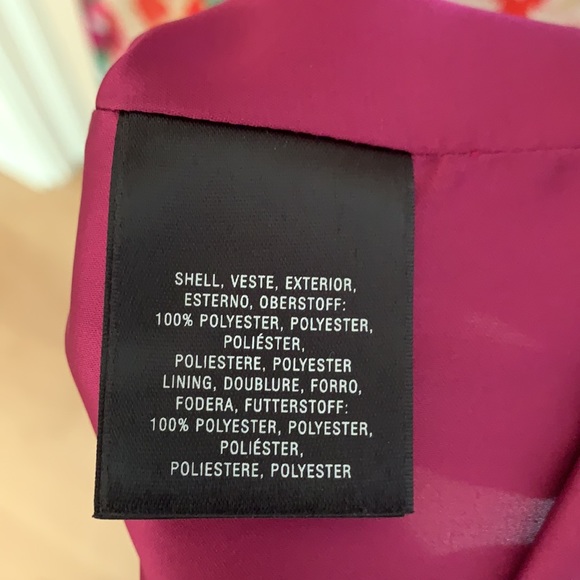 SHELL, VESTE, EXTERIOR,
ESTERNO, OBERSTOFF:
100% POLYESTER, POLYESTER,
POLIÉSTER,
POLIESTERE, POLYESTER
LINING, DOUBLURE, FORRO,
FODERA, FUTTERSTOFF:
100% POLYESTER, POLYESTER,
POLIÉSTER,
POLIESTERE, POLYESTER